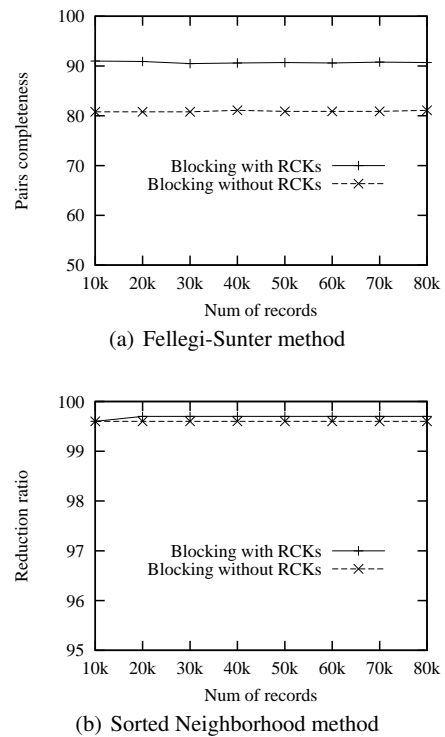 100
90
80
70
60
50
Pairs completeness
Blocking with RCKs
Blocking without RCKs
10k 20k 30k 40k 50k 60k 70k 80k
Num of records
(a) Fellegi-Sunter method
100
99
98
97
96
95
Reduction ratio
Blocking with RCKs
Blocking without RCKs
10k 20k 30k 40k 50k 60k 70k 80k
Num of records
(b) Sorted Neighborhood method